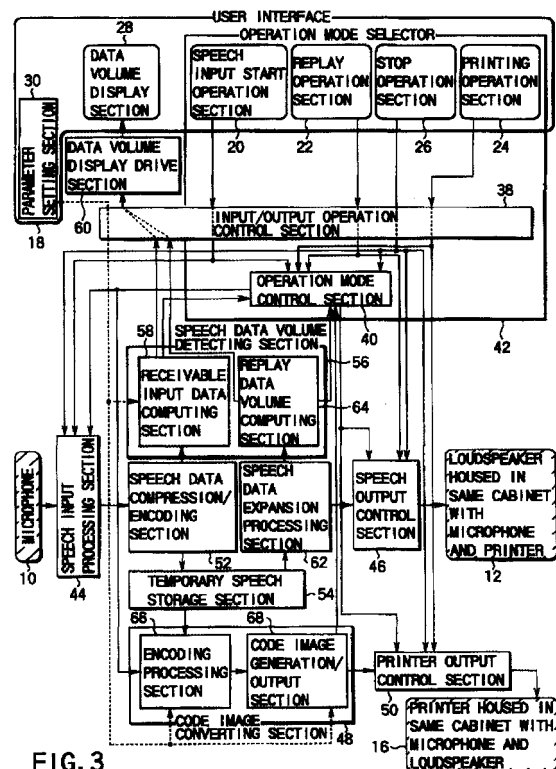 USER INTERFACE
28
OPERATION MODE SELECTOR
30
DATA
VOLUME
DISPLAY
SECTION
SPEECH
INPUT START
OPERATION
SECTION
REPLAY
OPERATION
SECTION
STOP
OPERATION
SECTION
PRINTING
OPERATION
SECTION
20
22
26
24
PARAMETER
SETTING SECTION
18
DATA VOLUME
DISPLAY DRIVE
SECTION
60
38
INPUT/OUTPUT OPERATION
CONTROL SECTION
OPERATION MODE
CONTROL SECTION
40
42
SPEECH DATA VOLUME
DETECTING SECTION
58
56
RECEIVABLE
INPUT DATA
COMPUTING
SECTION
REPLAY
DATA
VOLUME
COMPUTING
SECTION
64
MICROPHONE
10
SPEECH INPUT
PROCESSING SECTION
44
SPEECH DATA
COMPRESSION/
ENCODING
SECTION
52
SPEECH
DATA
EXPANSION
PROCESSING
SECTION
62
SPEECH
OUTPUT
CONTROL
SECTION
46
LOUDSPEAKER
HOUSED IN
SAME CABINET
WITH
MICROPHONE
AND PRINTER
12
TEMPORARY SPEECH
STORAGE SECTION
54
66
68
ENCODING
PROCESSING
SECTION
CODE IMAGE
GENERATION/
OUTPUT
SECTION
CODE IMAGE
CONVERTING SECTION
48
PRINTER OUTPUT
CONTROL SECTION
50
PRINTER HOUSED IN
SAME CABINET WITH
MICROPHONE AND
LOUDSPEAKER
16
FIG.3